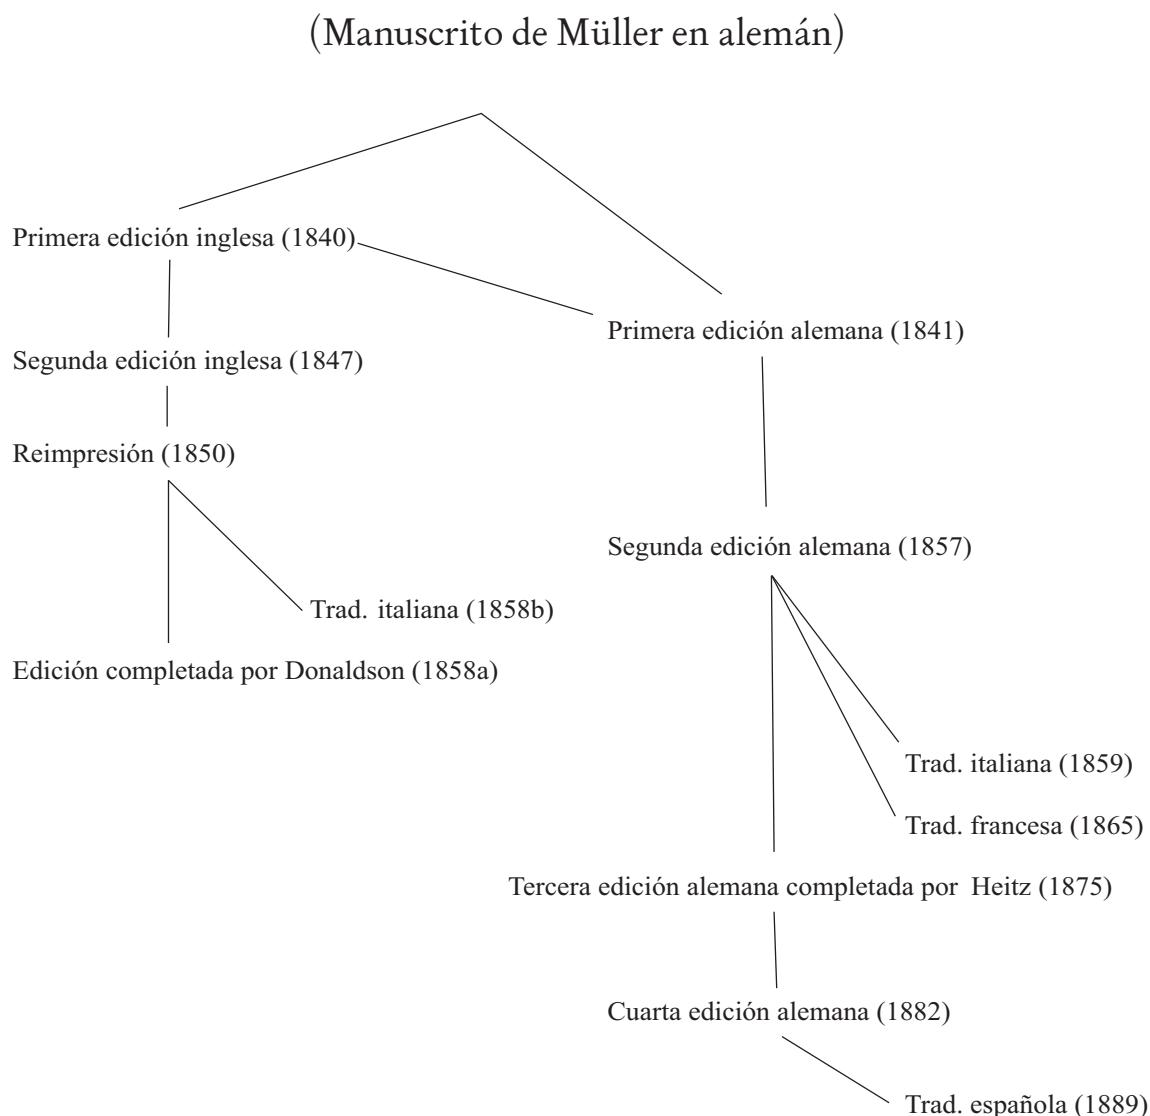 (Manuscrito de Müller en alemán)
Primera edición inglesa (1840)
Primera edición alemana (1841)
Segunda edición inglesa (1847)
Reimpresión (1850)
Segunda edición alemana (1857)
Trad. italiana (1858b)
Edición completada por Donaldson (1858a)
Trad. italiana (1859)
Trad. francesa (1865)
Tercera edición alemana completada por Heitz (1875)
Cuarta edición alemana (1882)
Trad. española (1889)